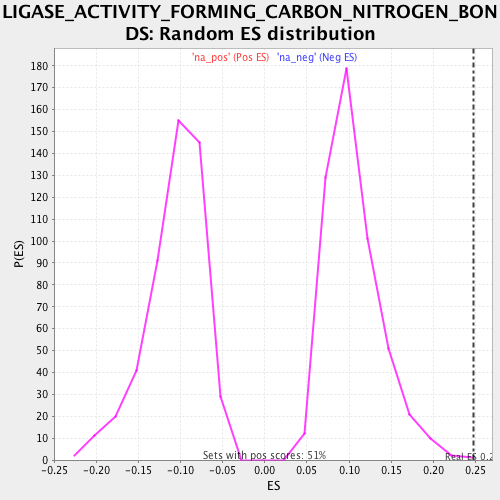 LIGASE_ACTIVITY_FORMING_CARBON_NITROGEN_BON
DS: Random ES distribution
'na_pos' (Pos ES) 'na_neg' (Neg ES)
180
170
160
150
140
130
120
110
100
90
80
70
60
50
40
30
20
10
0
P(ES)
Sets with pos scores: 51%
Real ES 0.2
-0.25 -0.20 -0.15 -0.10 -0.05 0.00 0.05 0.10 0.15 0.20 0.25
ES